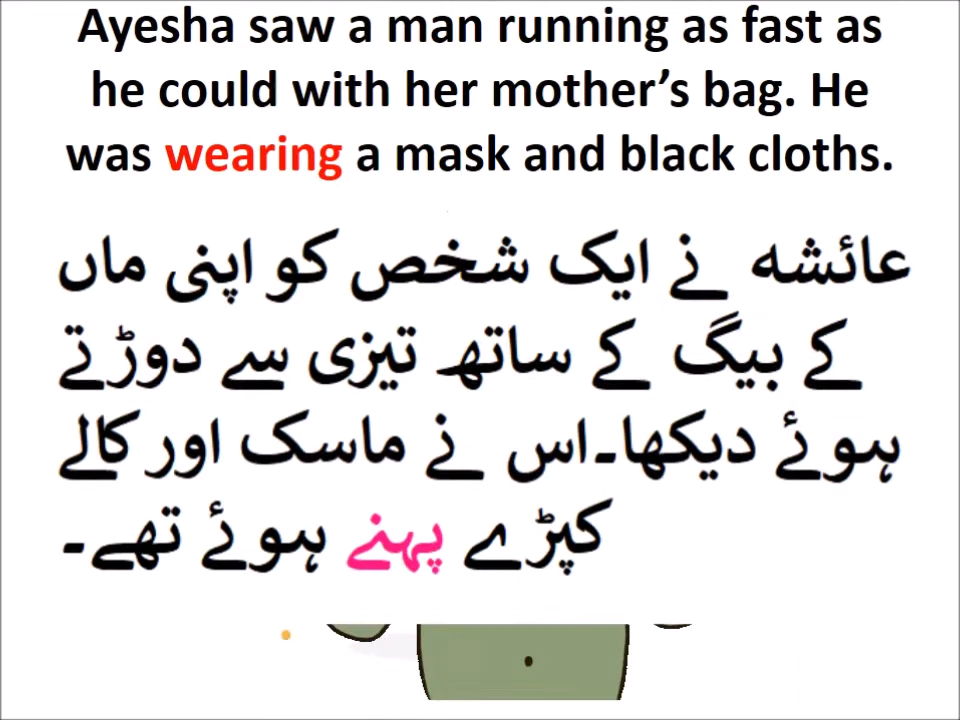 Ayesha saw a man running as fast as
he could with her mother’s bag. He
was wearing a mask and black cloths.
عائشہ نے ایک شخص کو اپنی ماں
کے بیگ کے ساتھ تیزی سے دوڑتے
ہوئے دیکھا۔اس نے ماسک اور کالے
کپڑے پہنے ہوئے تھے۔